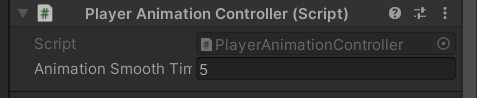 Player Animation Controller (Script)
Script PlayerAnimationController
Animation Smooth Tim 5